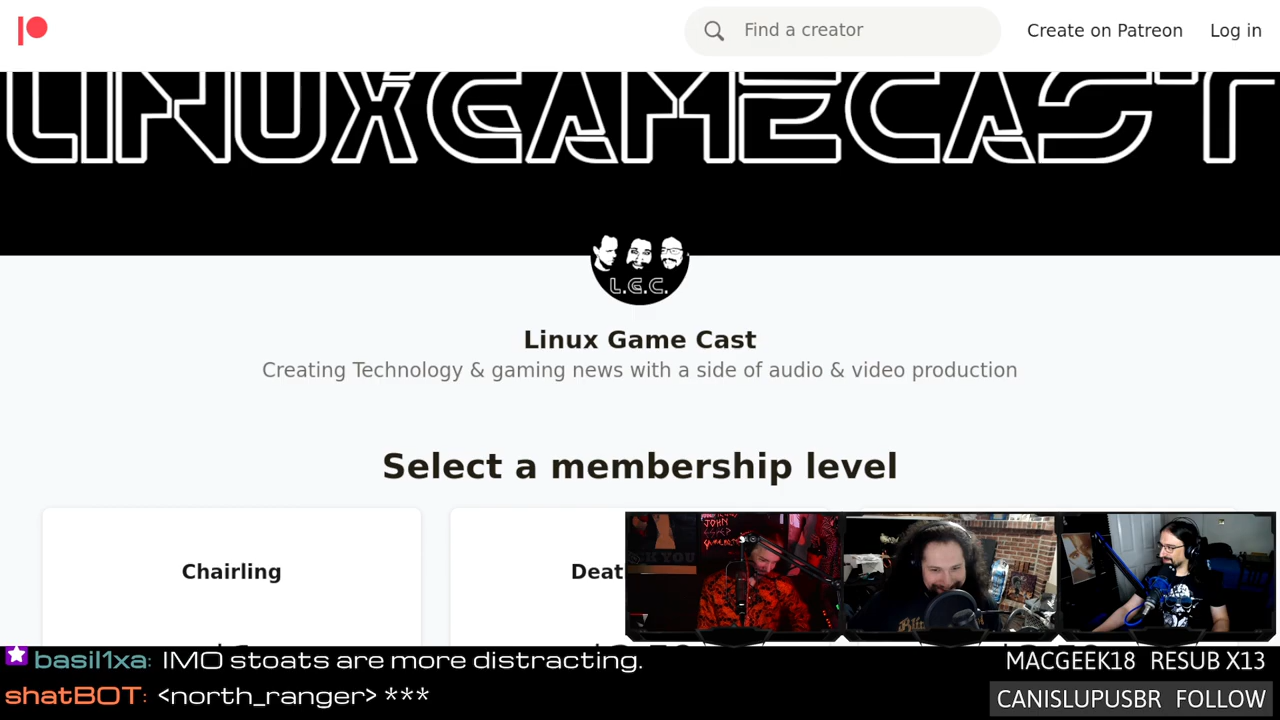 Find a creator
Create on Patreon
Log in
LINUXGAMECAST
L.G.C.
Linux Game Cast
Creating Technology & gaming news with a side of audio & video production
Select a membership level
Chairling
Deat
JOHN
basil1xa: IMO stoats are more distracting.
shatBOT: <north_ranger> ***
MACGEEK18 RESUB X13
CANISLUPUSBR FOLLOW